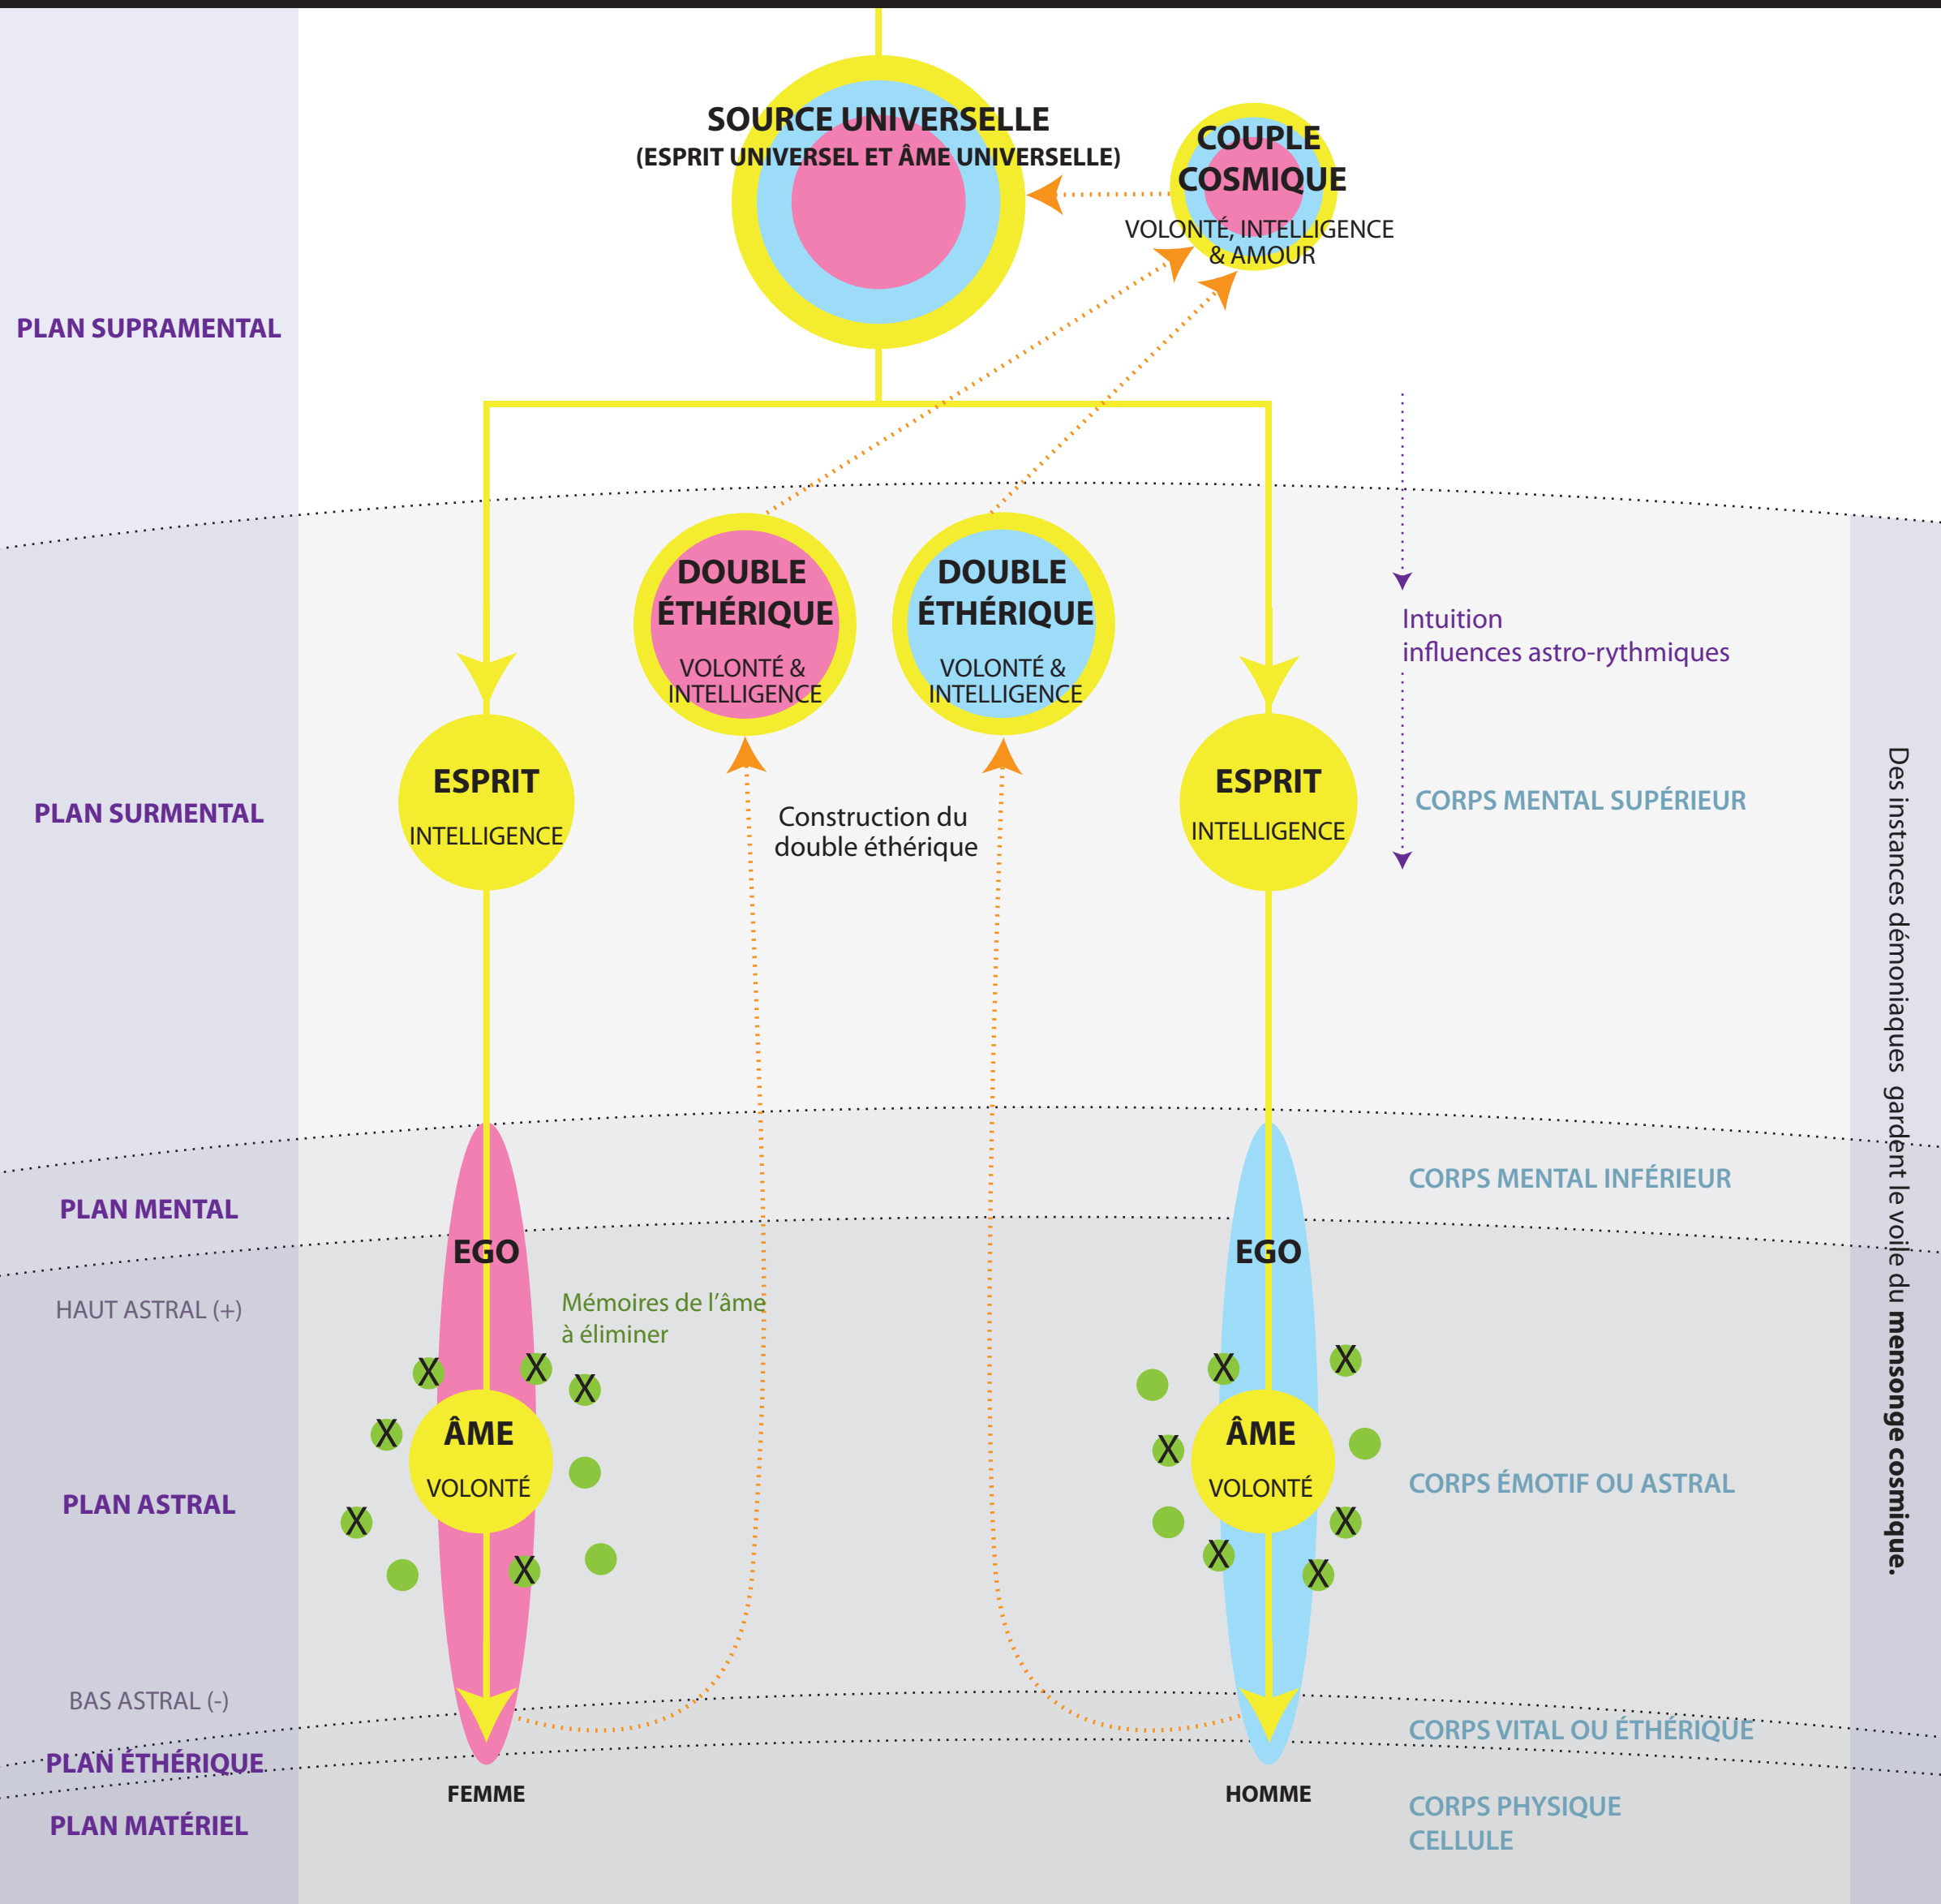 SOURCE UNIVERSELLE
(ESPRIT UNIVERSEL ET ÂME UNIVERSELLE)
COUPLE
COSMIQUE
VOLONTÉ, INTELLIGENCE
& AMOUR
PLAN SUPRAMENTAL
DOUBLE
ÉTHÉRIQUE
VOLONTÉ &
INTELLIGENCE
DOUBLE
ÉTHÉRIQUE
VOLONTÉ &
INTELLIGENCE
Intuition
influences astro-rythmiques
PLAN SURMENTAL
ESPRIT
INTELLIGENCE
Construction du
double éthérique
ESPRIT
INTELLIGENCE
CORPS MENTAL SUPÉRIEUR
Des instances démoniaques gardent le voile du mensonge cosmique.
PLAN MENTAL
CORPS MENTAL INFÉRIEUR
EGO
EGO
HAUT ASTRAL (+)
Mémoires de l'âme
à éliminer
X
X
X
X
X
X
X
X
X
X
X
X
ÂME
VOLONTÉ
ÂME
VOLONTÉ
PLAN ASTRAL
CORPS ÉMOTIF OU ASTRAL
BAS ASTRAL (-)
CORPS VITAL OU ÉTHÉRIQUE
PLAN ÉTHÉRIQUE
FEMME
HOMME
PLAN MATÉRIEL
CORPS PHYSIQUE
CELLULE